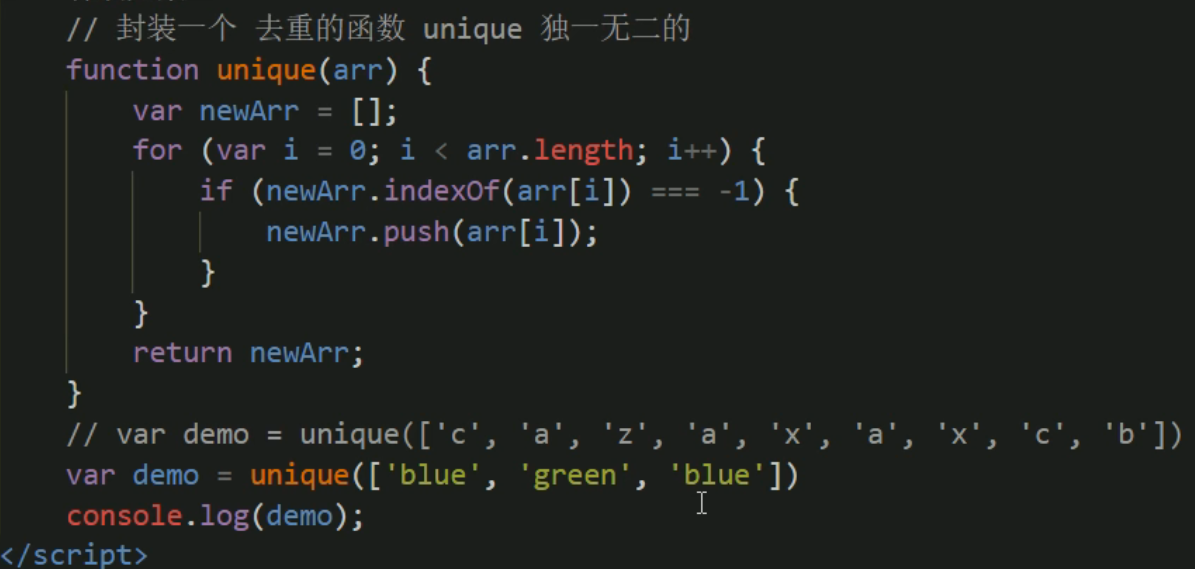 // 封装一个 去重的函数 unique 独一无二的
function unique(arr) {
var newArr = [];
for (var i = 0; i < arr.length; i++) {
if (newArr.indexOf(arr[i]) === -1) {
newArr.push(arr[i]);
}
}
return newArr;
}
// var demo = unique(['c', 'a', 'z', 'a', 'x', 'a', 'x', 'c', 'b'])
var demo = unique(['blue', 'green', 'blue'])
console.log(demo);
</script>